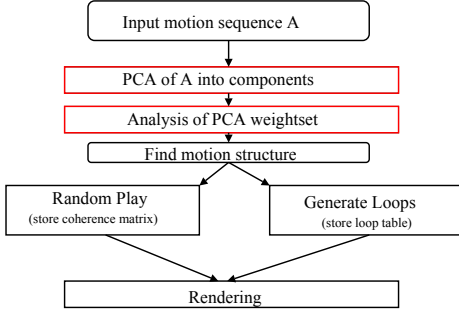 Input motion sequence A
PCA of A into components
Analysis of PCA weightset
Find motion structure
Random Play
(store coherence matrix)
Generate Loops
(store loop table)
Rendering